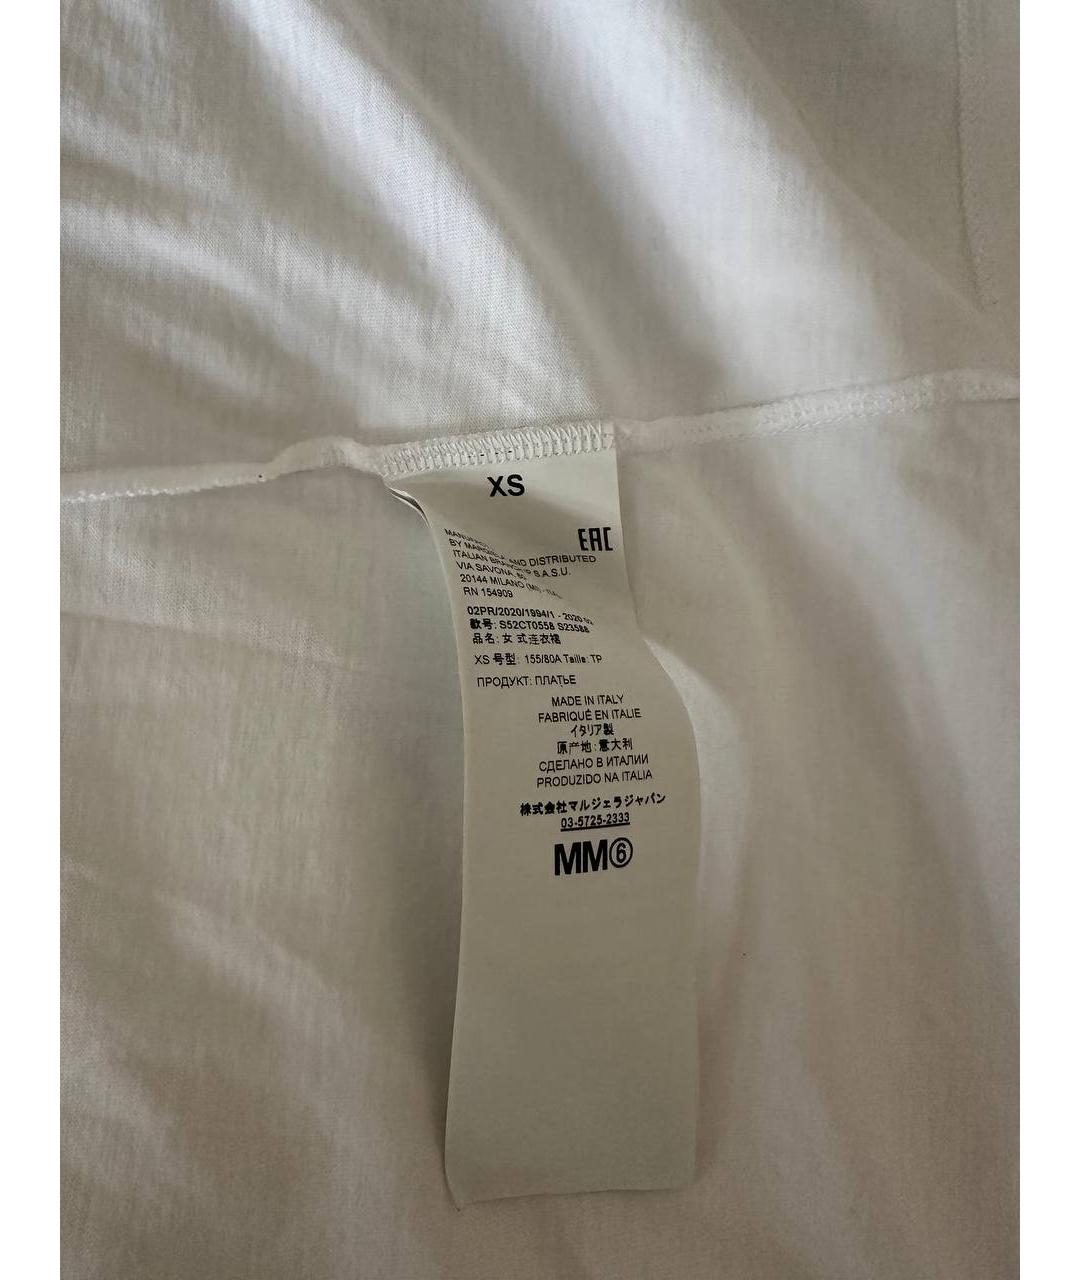 XS
EAC
BY AND DISTRIBUTED
ITALIAN S.A.S.U.
VIA SAVONA,
20144 MILANO
RN 154909
02PR/2020/1994/1 - 2020
款号: S52CT0558 S23588
品名: 女 式连衣裙
XS 号型: 155/80A Taille: TP
ПРОДУКТ: ПЛАТЬЕ
MADE IN ITALY
FABRIQUÉ EN ITALIE
イタリア製
原产地: 意大利
СДЕЛАНО В ИТАЛИИ
PRODUZIDO NA ITALIA
株式会社マルジェラジャパン
03-5725-2333
MM⑥